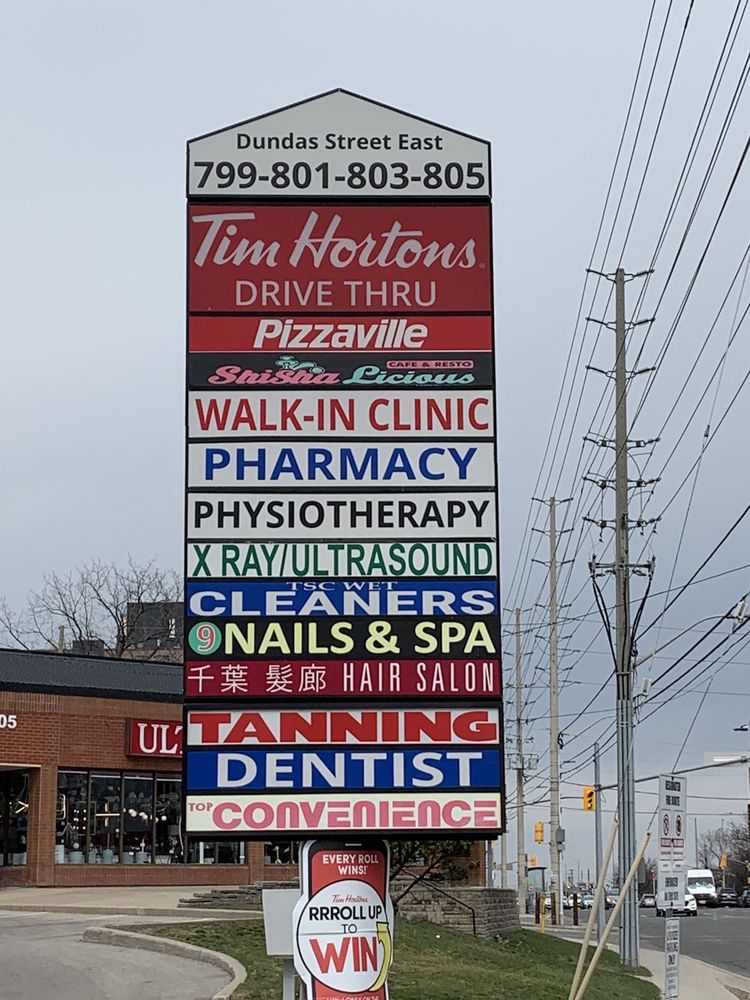 Dundas Street East
799-801-803-805
Tim Hortons
DRIVE THRU
Pizzaville
CAFE & RESTO
ShiSha Licious
WALK-IN CLINIC
PHARMACY
PHYSIOTHERAPY
X RAY/ULTRASOUND
TSC WET
CLEANERS
9 NAILS & SPA
千葉 髮廊 HAIR SALON
TANNING
DENTIST
TOP CONVENIENCE
05
UL
EVERY ROLL
WINS!
Tim Hortons
RRROLL UP
TO
WIN